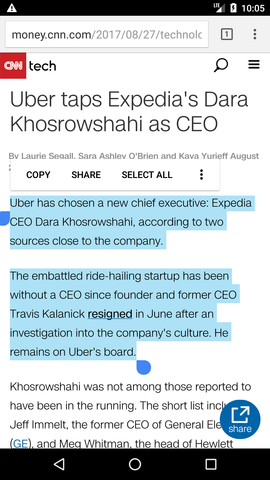 10:05
money.cnn.com/2017/08/27/technolo
1
CNN tech
Uber taps Expedia's Dara
Khosrowshahi as CEO
By Laurie Segall, Sara Ashley O'Brien and Kaya Yurieff August
COPY SHARE SELECT ALL
Uber has chosen a new chief executive: Expedia
CEO Dara Khosrowshahi, according to two
sources close to the company.
The embattled ride-hailing startup has been
without a CEO since founder and former CEO
Travis Kalanick resigned in June after an
investigation into the company's culture. He
remains on Uber's board.
Khosrowshahi was not among those reported to
have been in the running. The short list inclu
Jeff Immelt, the former CEO of General Ele
(GE), and Meg Whitman, the head of Hewlett
share